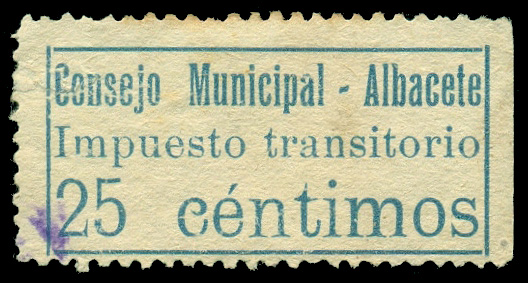 Consejo Municipal - Albacete
Impuesto transitorio
25 céntimos